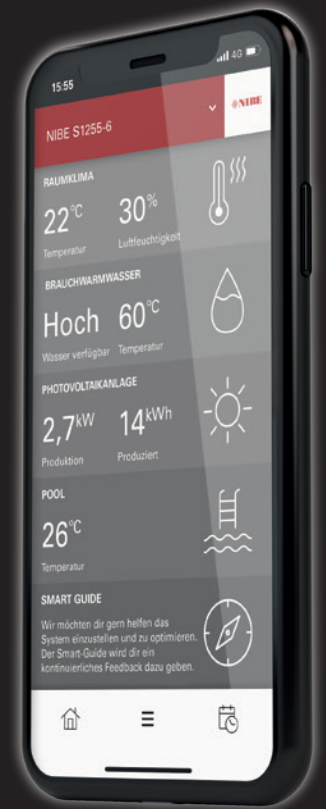 15:55
4G
NIBE S1255-6
NIBE
RAUMKLIMA
22°C
30%
Temperatur
Luftfeuchtigkeit
BRAUCHWARMWASSER
Hoch
60°C
Wasser verfügbar
Temperatur
PHOTOVOLTAIKANLAGE
2,7kW
14kWh
Produktion
Produziert
POOL
26°C
Temperatur
SMART GUIDE
Wir möchten dir gern helfen das
System einzustellen und zu optimieren.
Der Smart-Guide wird dir ein
kontinuierliches Feedback dazu geben.